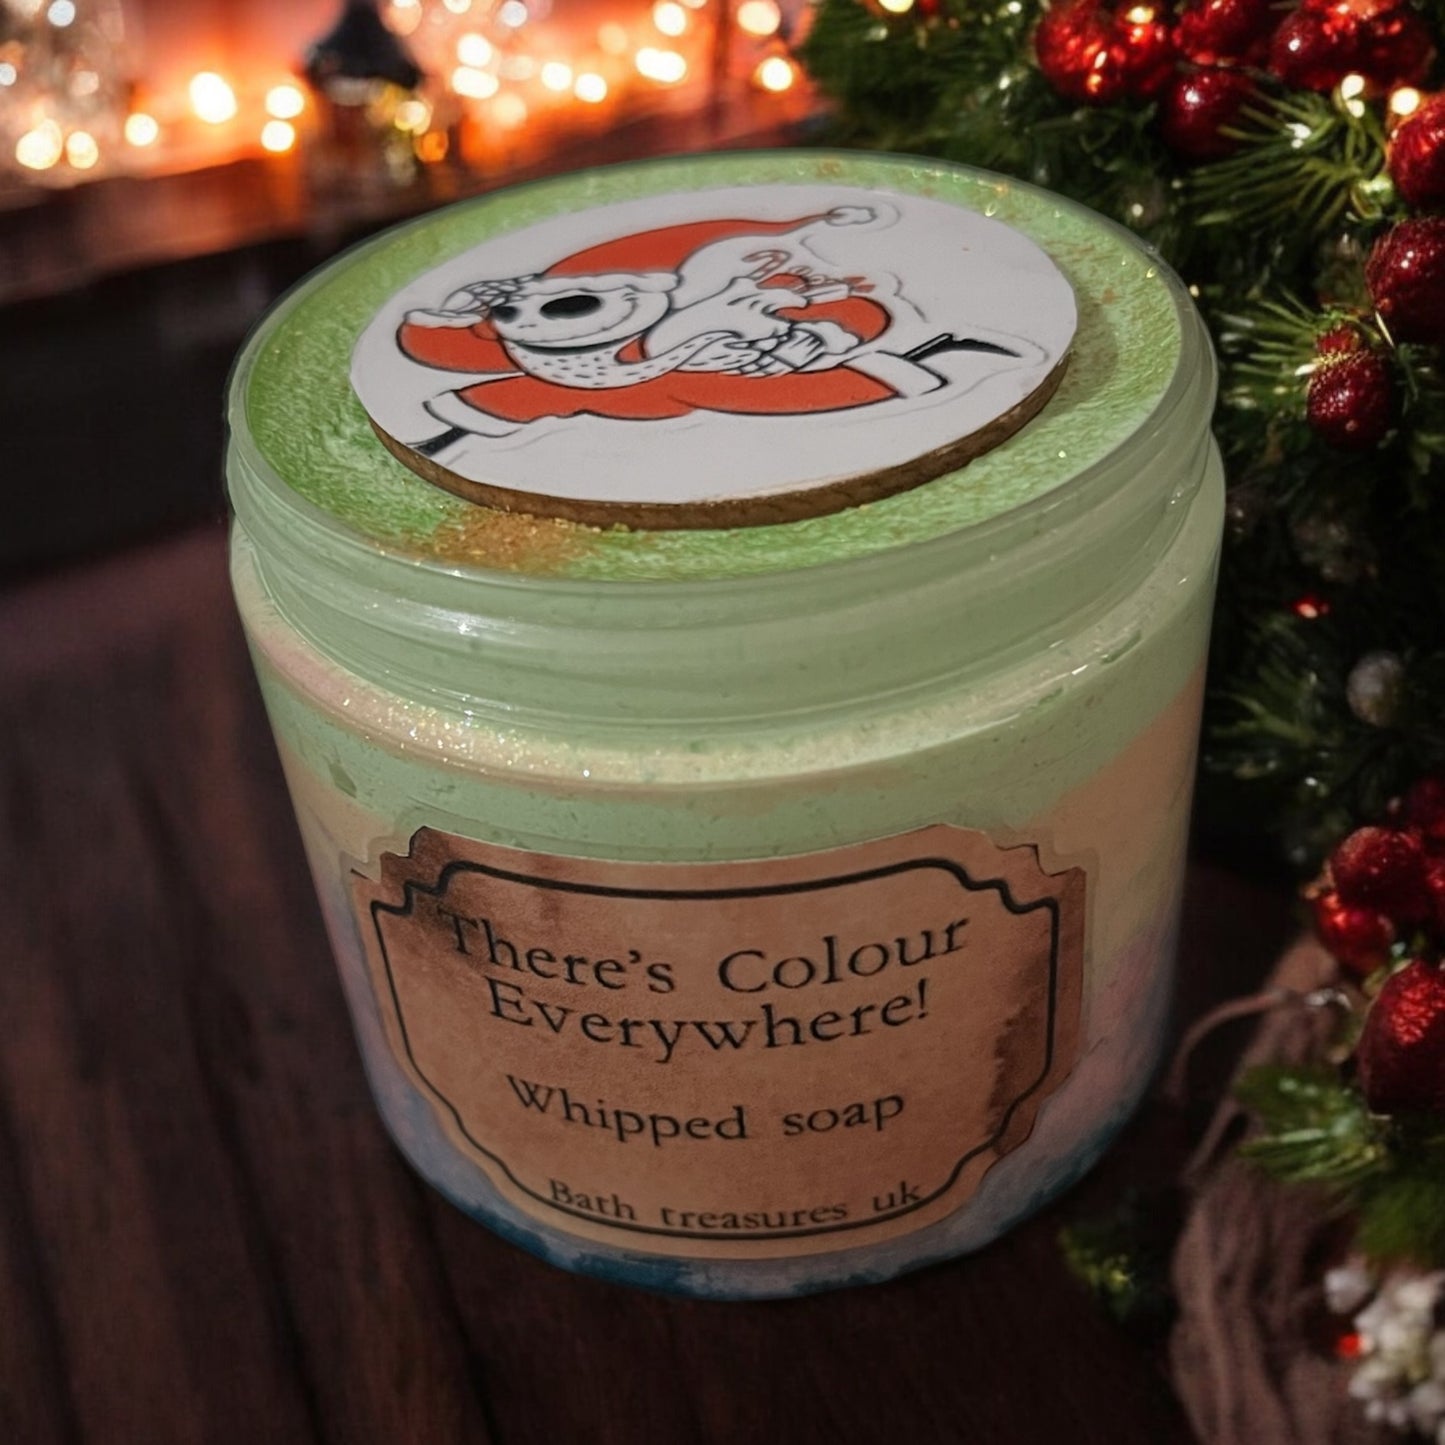 There's Colour
Everywhere!
Whipped soap
Bath treasures uk